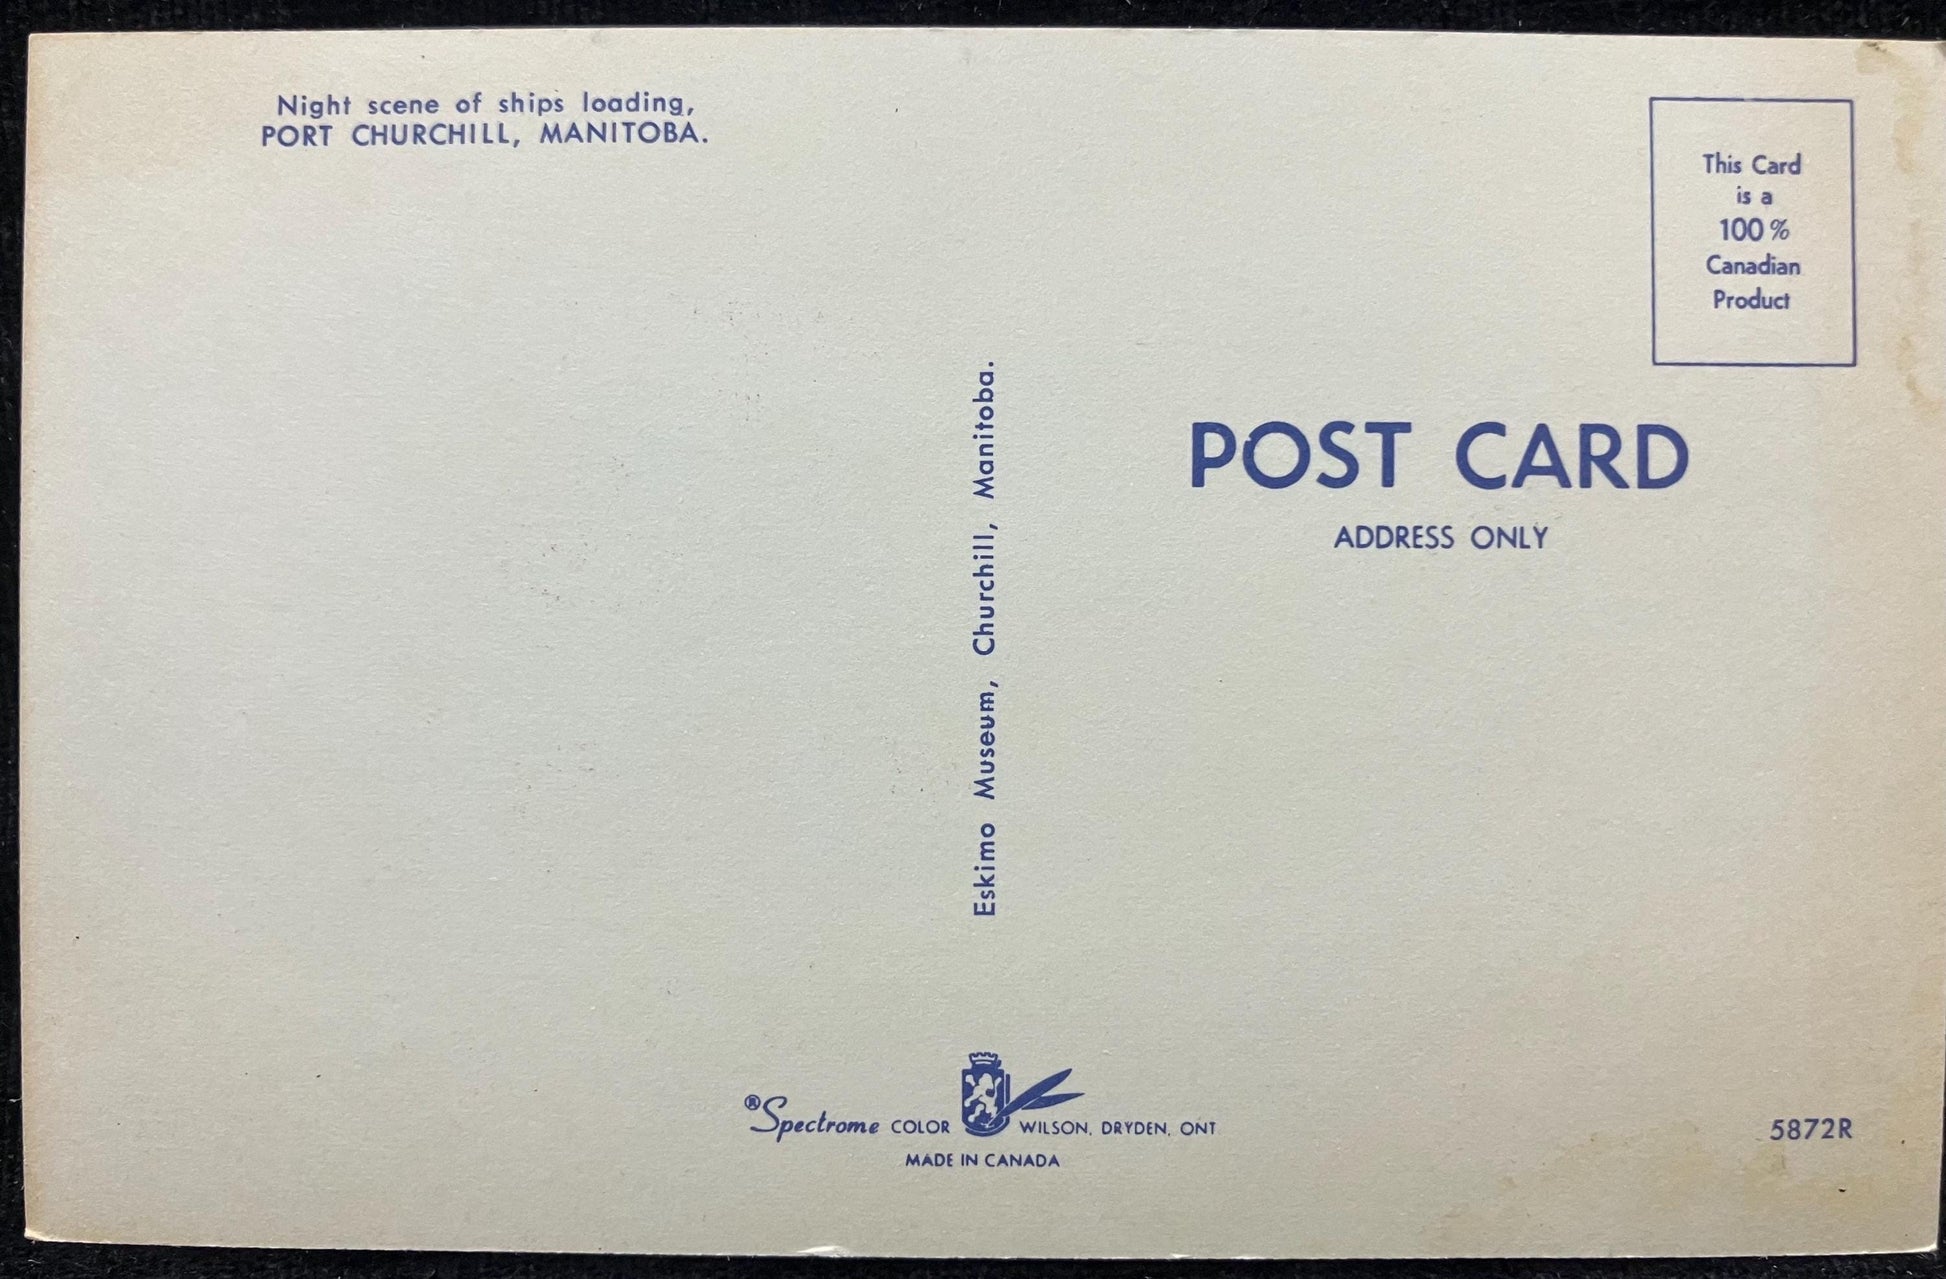 Night scene of ships loading,
PORT CHURCHILL, MANITOBA.
This Card
is a
100%
Canadian
Product
Eskimo Museum, Churchill, Manitoba.
POST CARD
ADDRESS ONLY
®Spectrome COLOR WILSON, DRYDEN, ONT
MADE IN CANADA
5872R